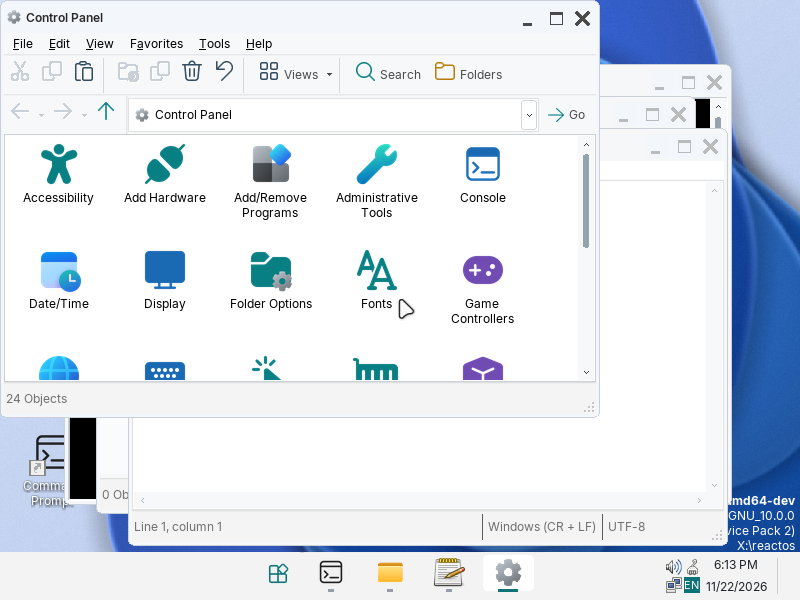 Control Panel
File Edit View Favorites Tools Help
Views Search Folders
Control Panel Go
Accessibility Add Hardware Add/Remove Programs Administrative Tools Console
Date/Time Display Folder Options Fonts Game Controllers
24 Objects
0 Ob
Line 1, column 1 Windows (CR + LF) UTF-8
Comma
Promp
md64-dev
GNU_10.0.0
vice Pack 2)
X:\reactos
6:13 PM
EN 11/22/2026